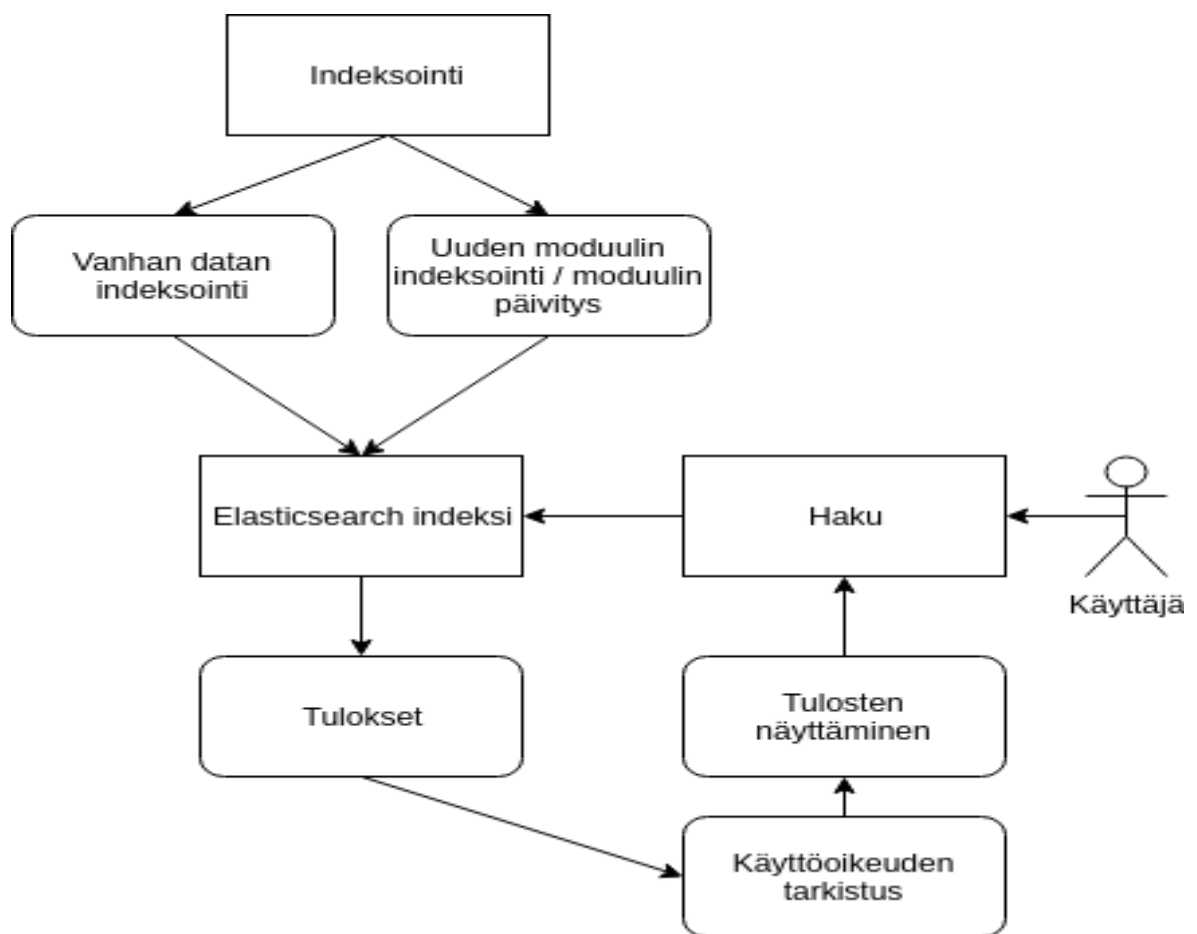 Indeksointi
Vanhan datan
indeksointi
Uuden moduulin
indeksointi / moduulin
päivitys
Elasticsearch indeksi
Haku
Käyttäjä
Tulokset
Tulosten
näyttäminen
Käyttöoikeuden
tarkistus